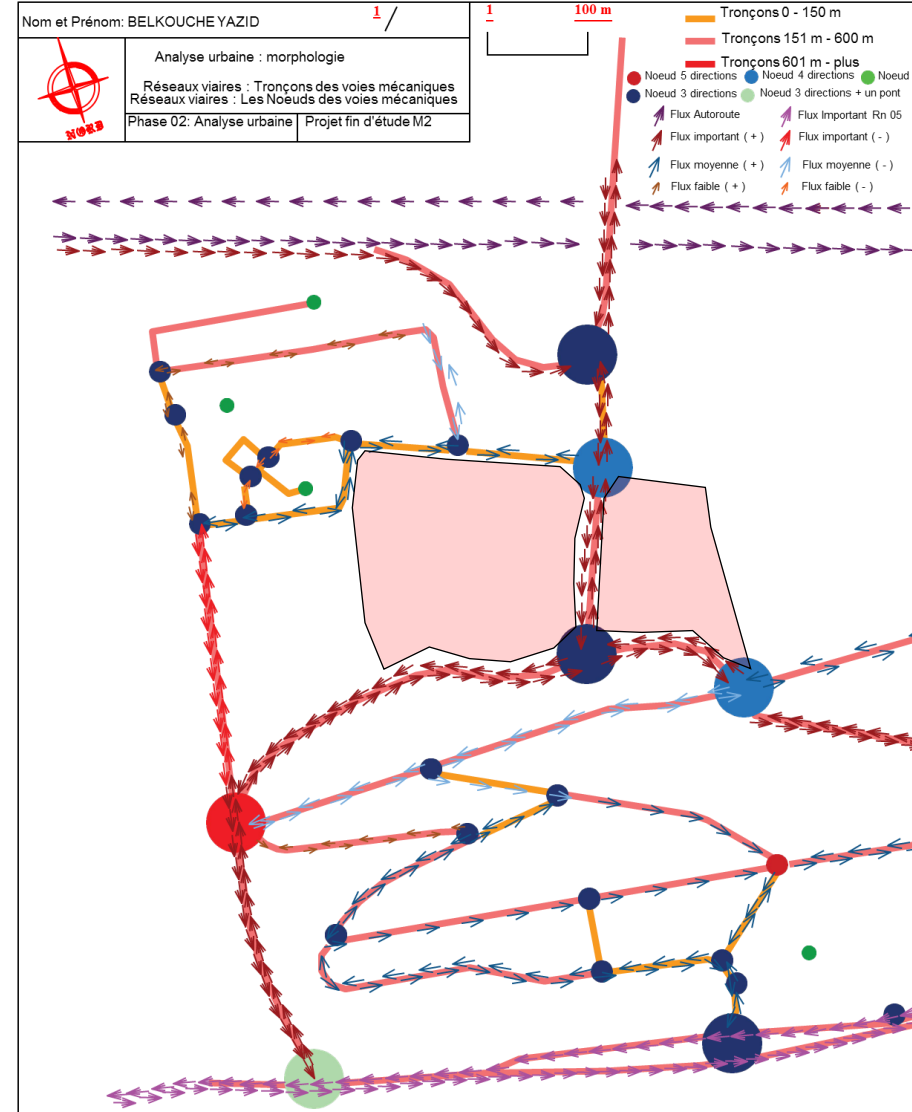 Nom et Prénom: BELKOUCHE YAZID
1 /
Analyse urbaine : morphologie
Réseaux viaires : Tronçons des voies mécaniques
Réseaux viaires : Les Noeuds des voies mécaniques
Phase 02: Analyse urbaine
Projet fin d'étude M2
NORD
1
100 m
Tronçons 0 - 150 m
Tronçons 151 m - 600 m
Tronçons 601 m - plus
Noeud 5 directions
Noeud 4 directions
Noeud
Noeud 3 directions
Noeud 3 directions + un pont
Flux Autoroute
Flux Important Rn 05
Flux important ( + )
Flux important ( - )
Flux moyenne ( + )
Flux moyenne ( - )
Flux faible ( + )
Flux faible ( - )